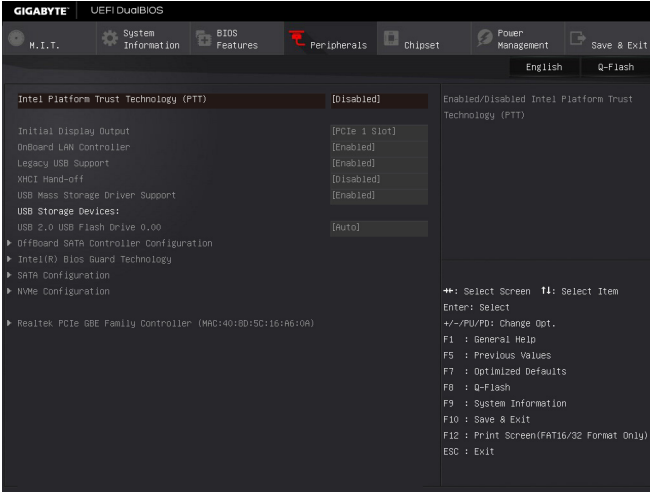 GIGABYTE™ UEFI DualBIOS
M.I.T.
System Information
BIOS Features
Peripherals
Chipset
Power Management
Save & Exit
English Q-Flash
Intel Platform Trust Technology (PTT) [Disabled]
Initial Display Output [PCIe 1 Slot]
OnBoard LAN Controller [Enabled]
Legacy USB Support [Enabled]
XHCI Hand-off [Disabled]
USB Mass Storage Driver Support [Enabled]
USB Storage Devices:
USB 2.0 USB Flash Drive 0.00 [Auto]
OffBoard SATA Controller Configuration
Intel(R) Bios Guard Technology
SATA Configuration
NVMe Configuration
Realtek PCIe GBE Family Controller (MAC:40:8D:5C:16:A6:0A)
Enabled/Disabled Intel Platform Trust
Technology (PTT)
→←: Select Screen ↑↓: Select Item
Enter: Select
+/-/PU/PD: Change Opt.
F1 : General Help
F5 : Previous Values
F7 : Optimized Defaults
F8 : Q-Flash
F9 : System Information
F10 : Save & Exit
F12 : Print Screen(FAT16/32 Format Only)
ESC : Exit